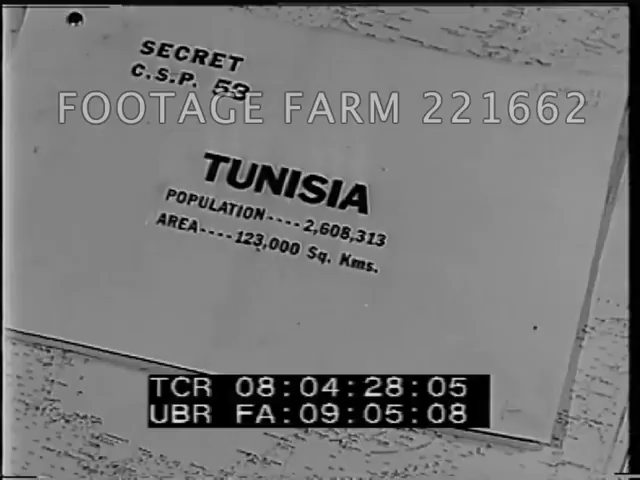 SECRET
C.S.P. 53
FOOTAGE FARM 221662
TUNISIA
POPULATION----2,608,313
AREA----123,000 Sq. Kms.
TCR 08:04:28:05
UBR FA:09:05:08